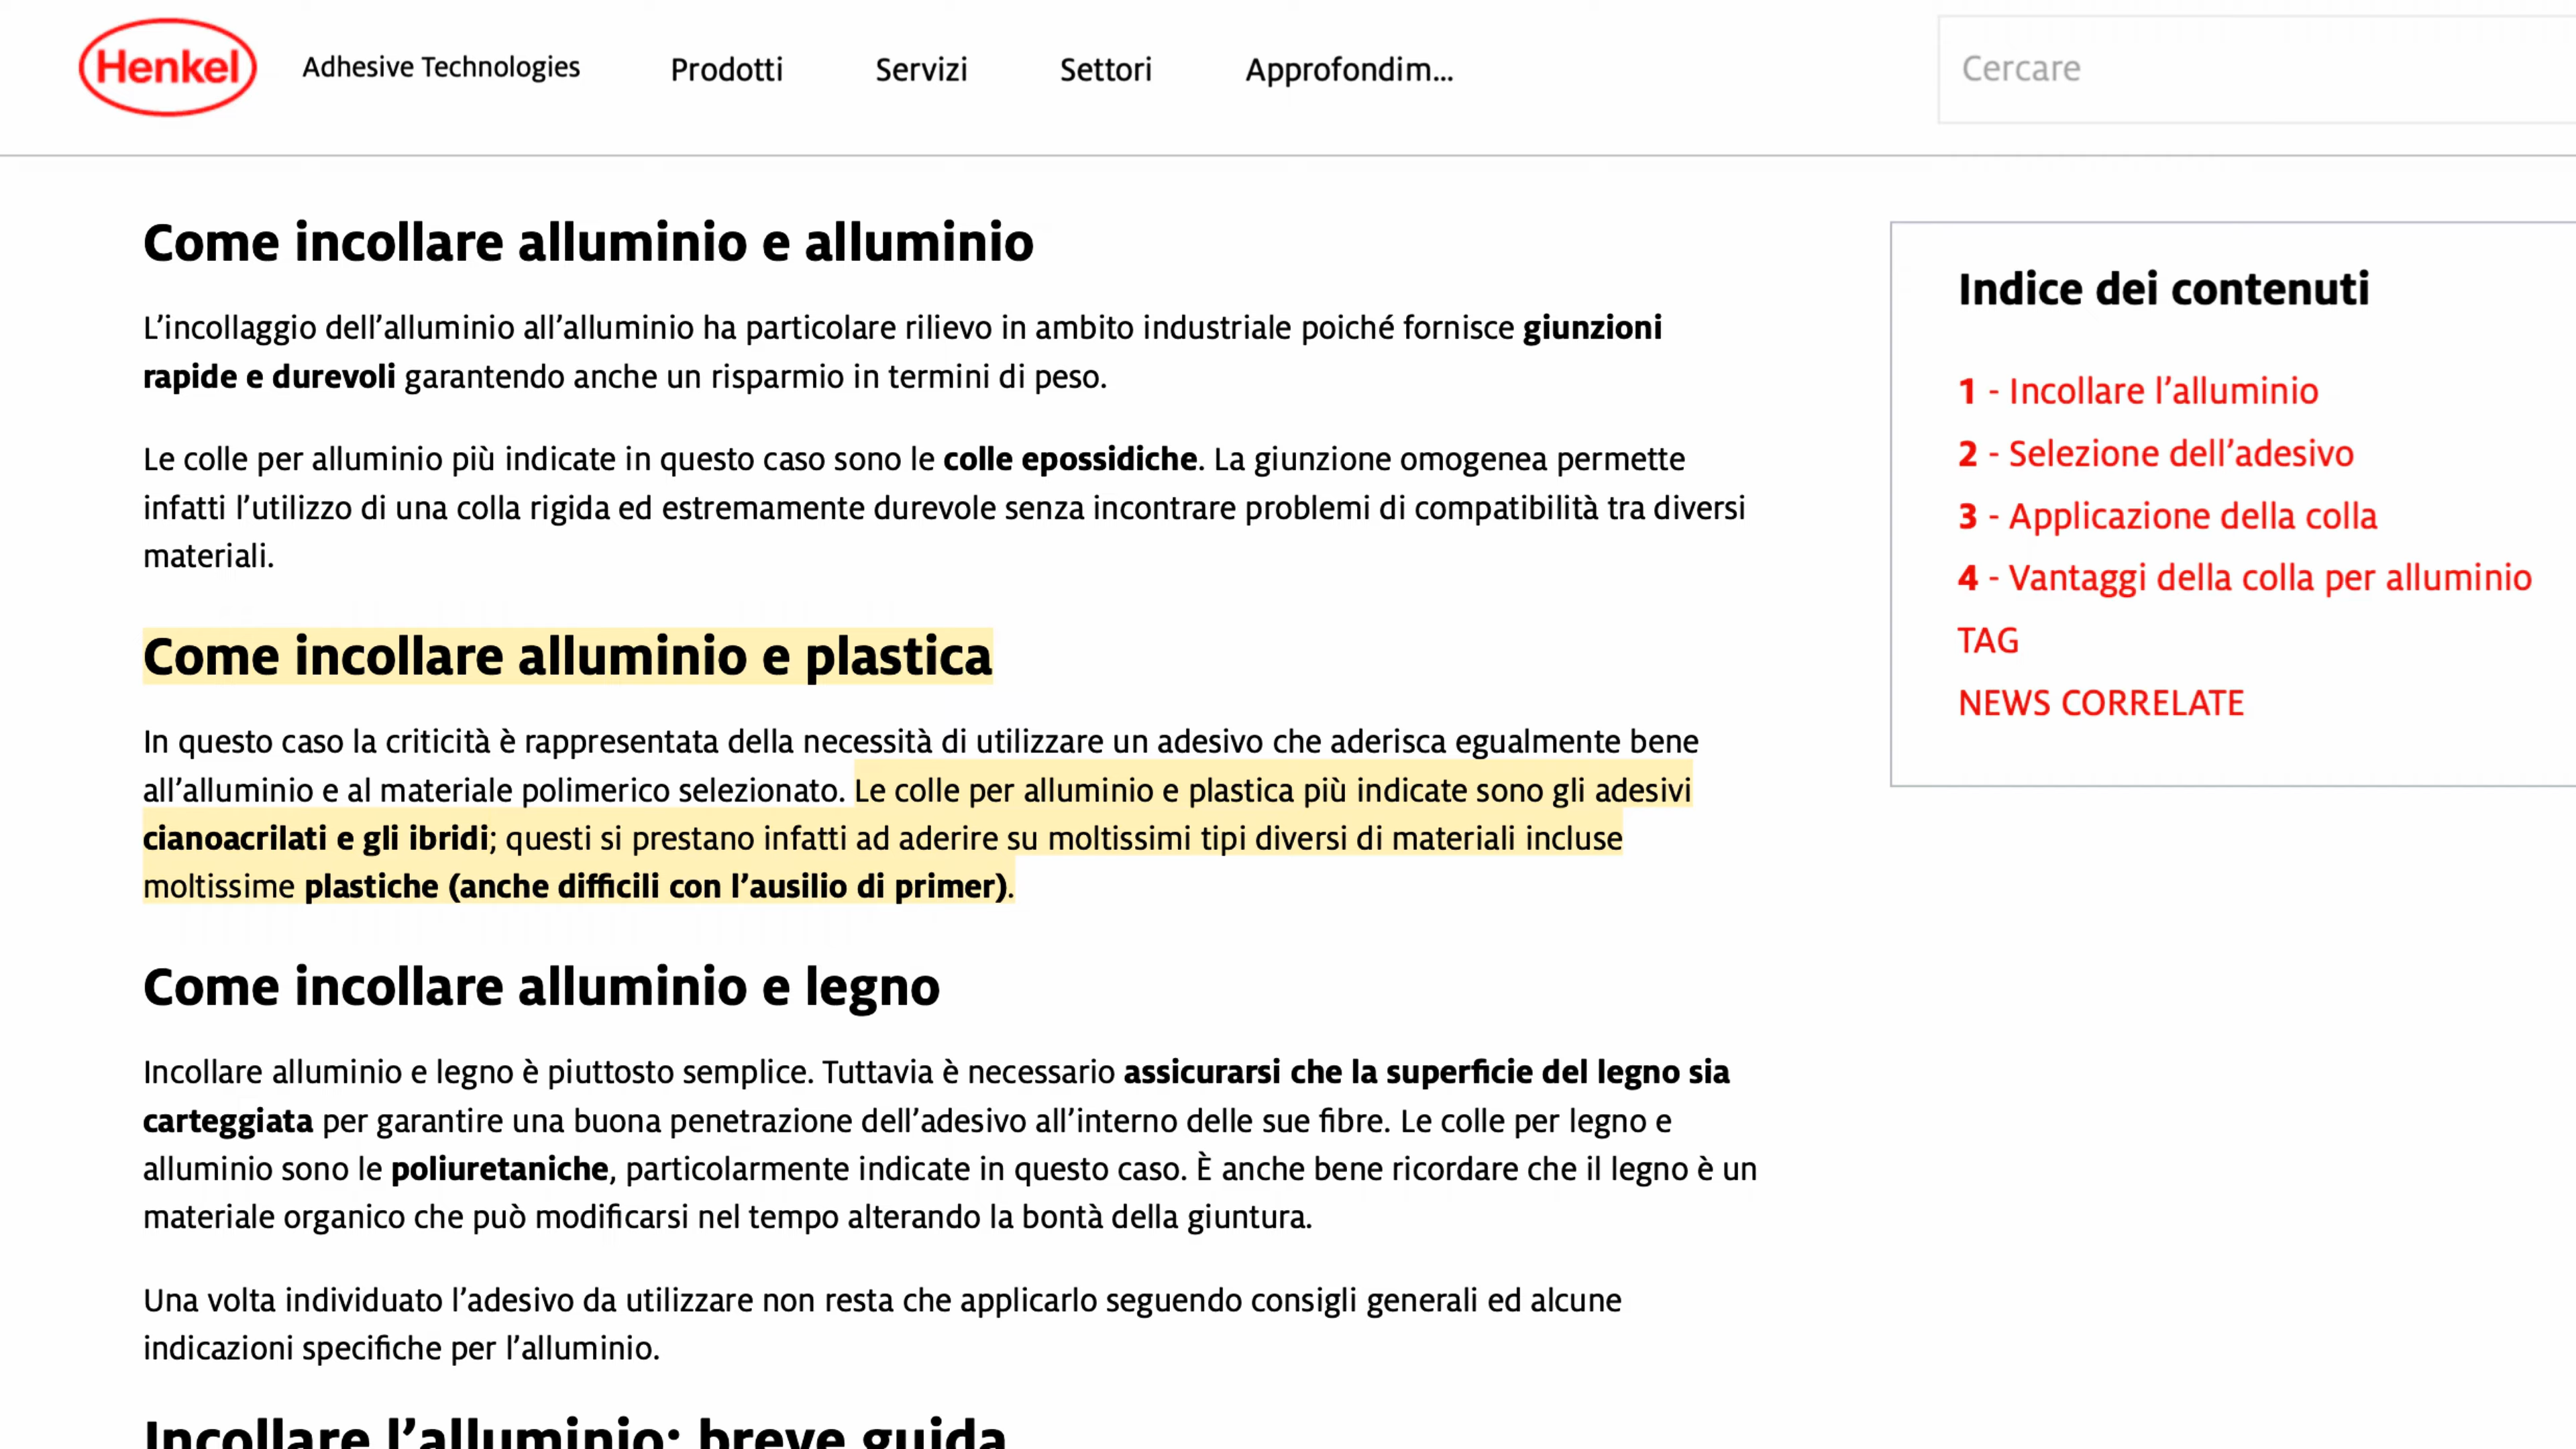 Henkel
Adhesive Technologies
Prodotti
Servizi
Settori
Approfondim...
Cercare
Come incollare alluminio e alluminio
L’incollaggio dell’alluminio all’alluminio ha particolare rilievo in ambito industriale poiché fornisce giunzioni
rapide e durevoli garantendo anche un risparmio in termini di peso.
Le colle per alluminio più indicate in questo caso sono le colle epossidiche. La giunzione omogenea permette
infatti l’utilizzo di una colla rigida ed estremamente durevole senza incontrare problemi di compatibilità tra diversi
materiali.
Come incollare alluminio e plastica
In questo caso la criticità è rappresentata della necessità di utilizzare un adesivo che aderisca egualmente bene
all’alluminio e al materiale polimerico selezionato. Le colle per alluminio e plastica più indicate sono gli adesivi
cianoacrilati e gli ibridi; questi si prestano infatti ad aderire su moltissimi tipi diversi di materiali incluse
moltissime plastiche (anche difficili con l’ausilio di primer).
Come incollare alluminio e legno
Incollare alluminio e legno è piuttosto semplice. Tuttavia è necessario assicurarsi che la superficie del legno sia
carteggiata per garantire una buona penetrazione dell’adesivo all’interno delle sue fibre. Le colle per legno e
alluminio sono le poliuretaniche, particolarmente indicate in questo caso. È anche bene ricordare che il legno è un
materiale organico che può modificarsi nel tempo alterando la bontà della giuntura.
Una volta individuato l’adesivo da utilizzare non resta che applicarlo seguendo consigli generali ed alcune
indicazioni specifiche per l’alluminio.
Incollare l’alluminio: breve guida
Indice dei contenuti
1 - Incollare l’alluminio
2 - Selezione dell’adesivo
3 - Applicazione della colla
4 - Vantaggi della colla per alluminio
TAG
NEWS CORRELATE